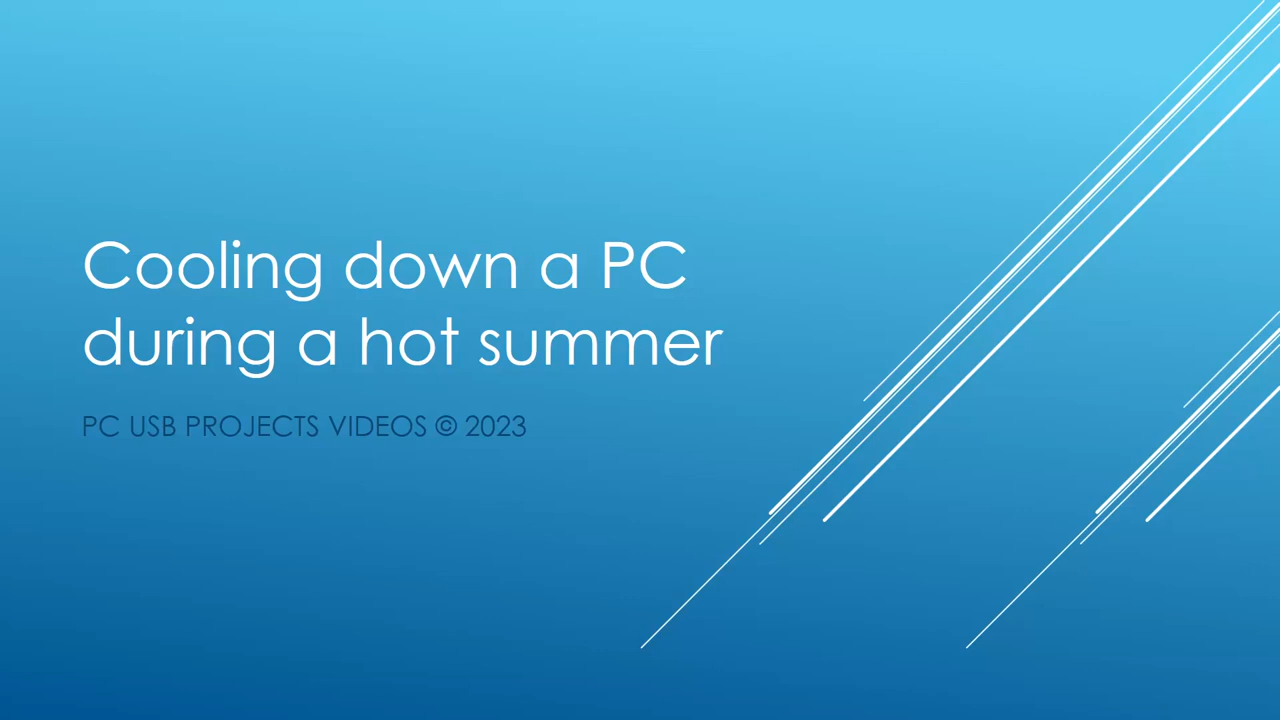 Cooling down a PC
during a hot summer
PC USB PROJECTS VIDEOS © 2023